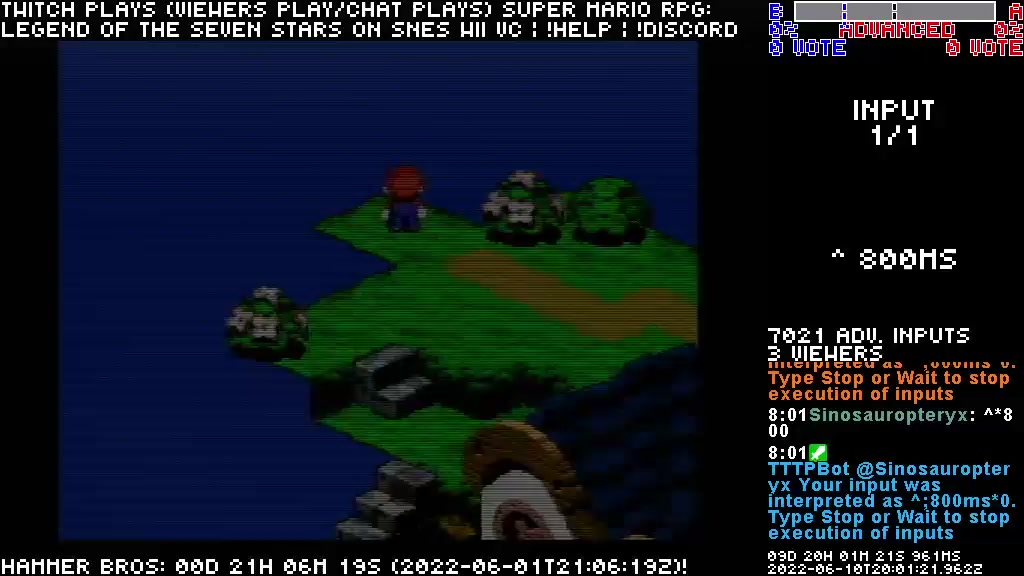 TWITCH PLAYS (VIEWERS PLAY/CHAT PLAYS) SUPER MARIO RPG:
LEGEND OF THE SEVEN STARS ON SNES WII VC ¦ !HELP ¦ !DISCORD
B A
0% ADVANCED 0%
0 VOTE 0 VOTE
INPUT
1/1
^ 800MS
7021 ADV. INPUTS
3 VIEWERS
interpreted as ^;800ms*0.
Type Stop or Wait to stop
execution of inputs
8:01 Sinosauropteryx: ^*8
00
8:01
TTTPBot @Sinosauropter
yx Your input was
interpreted as ^;800ms*0.
Type Stop or Wait to stop
execution of inputs
HAMMER BROS: 00D 21H 06M 19S (2022-06-01T21:06:19Z)!
09D 20H 01M 21S 961MS
2022-06-10T20:01:21.962Z